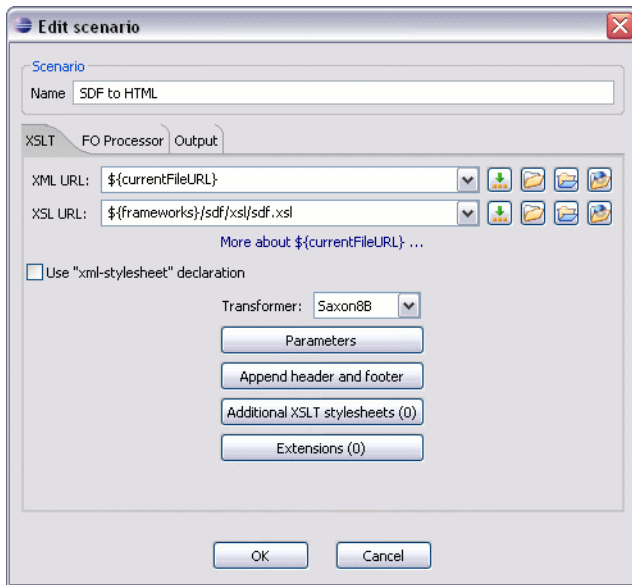 Edit scenario
Scenario
Name SDF to HTML
XSLT FO Processor Output
XML URL: ${currentFileURL}
XSL URL: ${frameworks}/sdf/xsl/sdf.xsl
More about ${currentFileURL} ...
Use "xml-stylesheet" declaration
Transformer: Saxon8B
Parameters
Append header and footer
Additional XSLT stylesheets (0)
Extensions (0)
OK Cancel